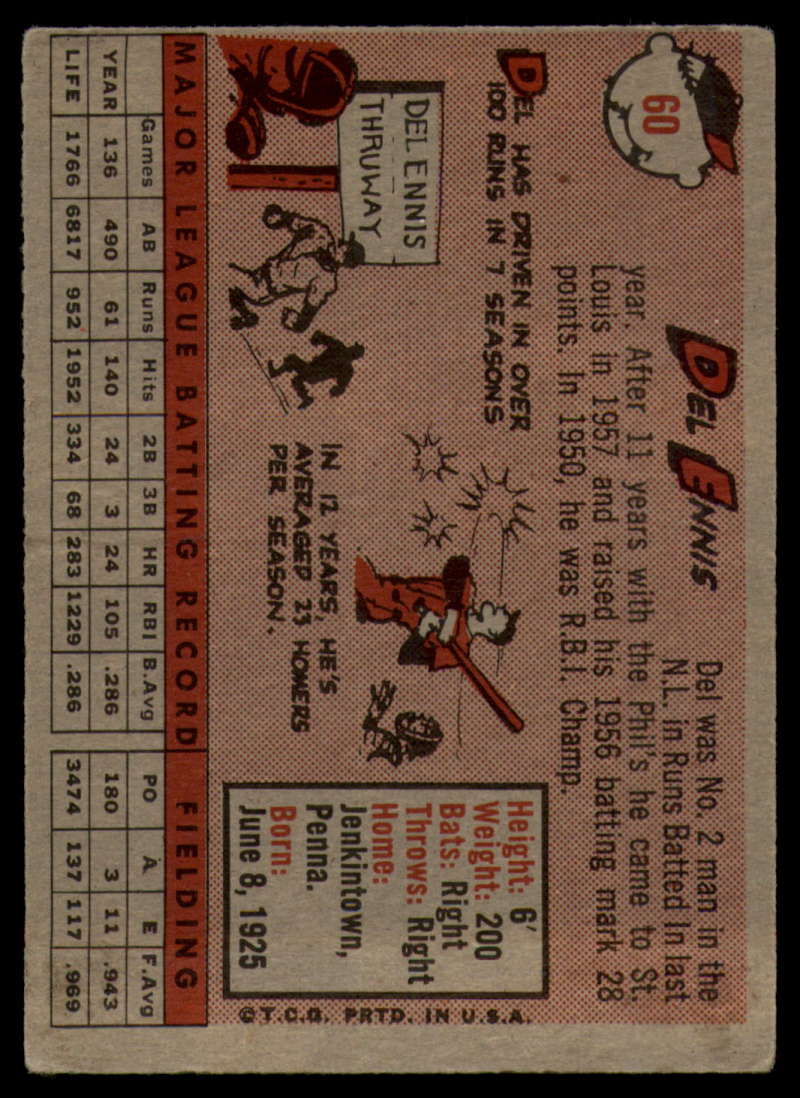 60
DEL ENNIS
Del was No. 2 man in the
N.L. in Runs Batted In last
year. After 11 years with the Phil's he came to St.
Louis in 1957 and raised his 1956 batting mark 28
points. In 1950, he was R.B.I. Champ.
DEL HAS DRIVEN IN OVER
100 RUNS IN 7 SEASONS
DEL ENNIS
THRUWAY
IN 12 YEARS, HE'S
AVERAGED 23 HOMERS
PER SEASON.
Height: 6'
Weight: 200
Bats: Right
Throws: Right
Home:
Jenkintown,
Penna.
Born:
June 8, 1925
©T.C.G. PRTD. IN U.S.A.
MAJOR LEAGUE BATTING RECORD FIELDING
Games AB Runs Hits 2B 3B HR RBI B.Avg PO A E F.Avg
YEAR 136 490 61 140 24 3 24 105 .286 180 3 11 .943
LIFE 1766 6817 952 1952 334 68 283 1229 .286 3474 137 117 .969